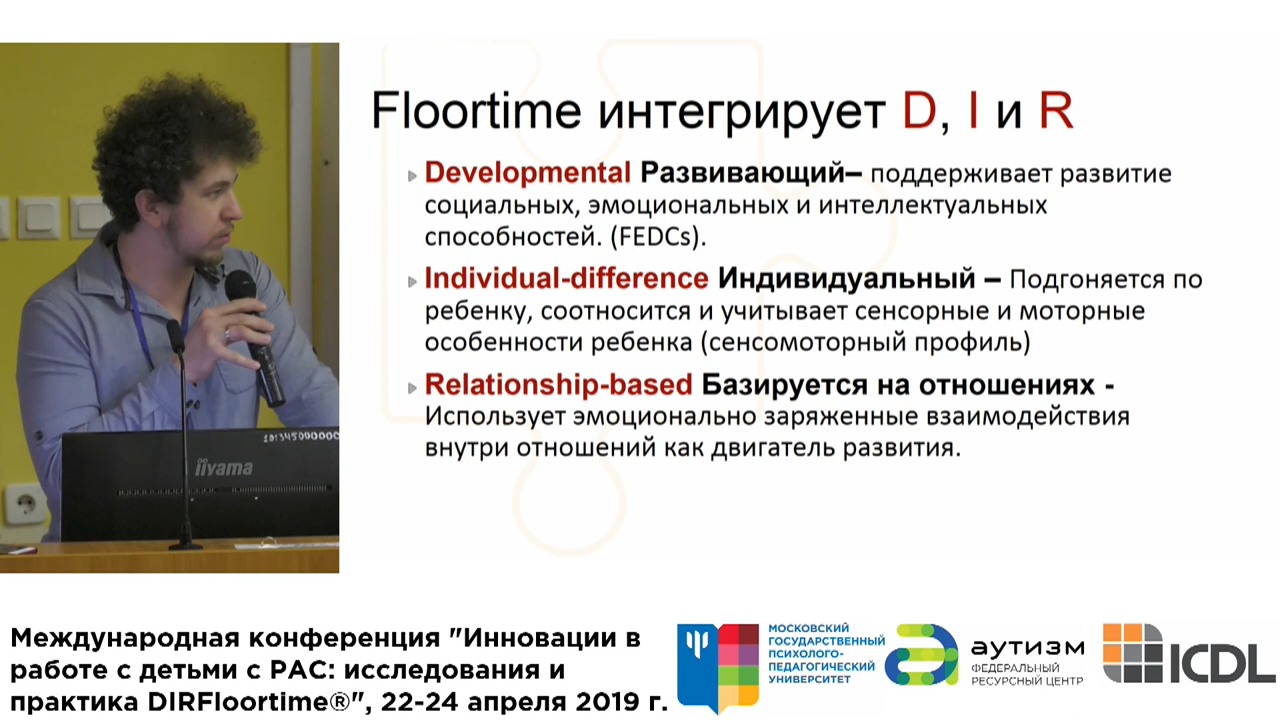 Floortime интегрирует D, I и R
Developmental Развивающий– поддерживает развитие
социальных, эмоциональных и интеллектуальных
способностей. (FEDCs).
Individual-difference Индивидуальный – Подгоняется по
ребенку, соотносится и учитывает сенсорные и моторные
особенности ребенка (сенсомоторный профиль)
Relationship-based Базируется на отношениях -
Использует эмоционально заряженные взаимодействия
внутри отношений как двигатель развития.
iiyama
Международная конференция "Инновации в
работе с детьми с РАС: исследования и
практика DIRFloortime®", 22-24 апреля 2019 г.
МОСКОВСКИЙ
ГОСУДАРСТВЕННЫЙ
ПСИХОЛОГО-
ПЕДАГОГИЧЕСКИЙ
УНИВЕРСИТЕТ
аутизм
ФЕДЕРАЛЬНЫЙ
РЕСУРСНЫЙ ЦЕНТР
ICDL